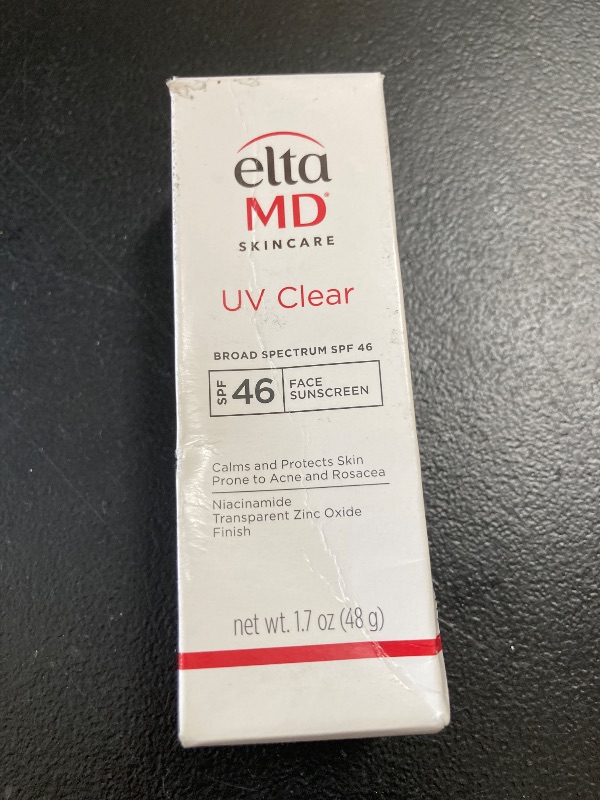 elta
MD®
SKINCARE
UV Clear
BROAD SPECTRUM SPF 46
SPF 46 FACE
SUNSCREEN
Calms and Protects Skin
Prone to Acne and Rosacea
Niacinamide
Transparent Zinc Oxide
Finish
net wt. 1.7 oz (48 g)